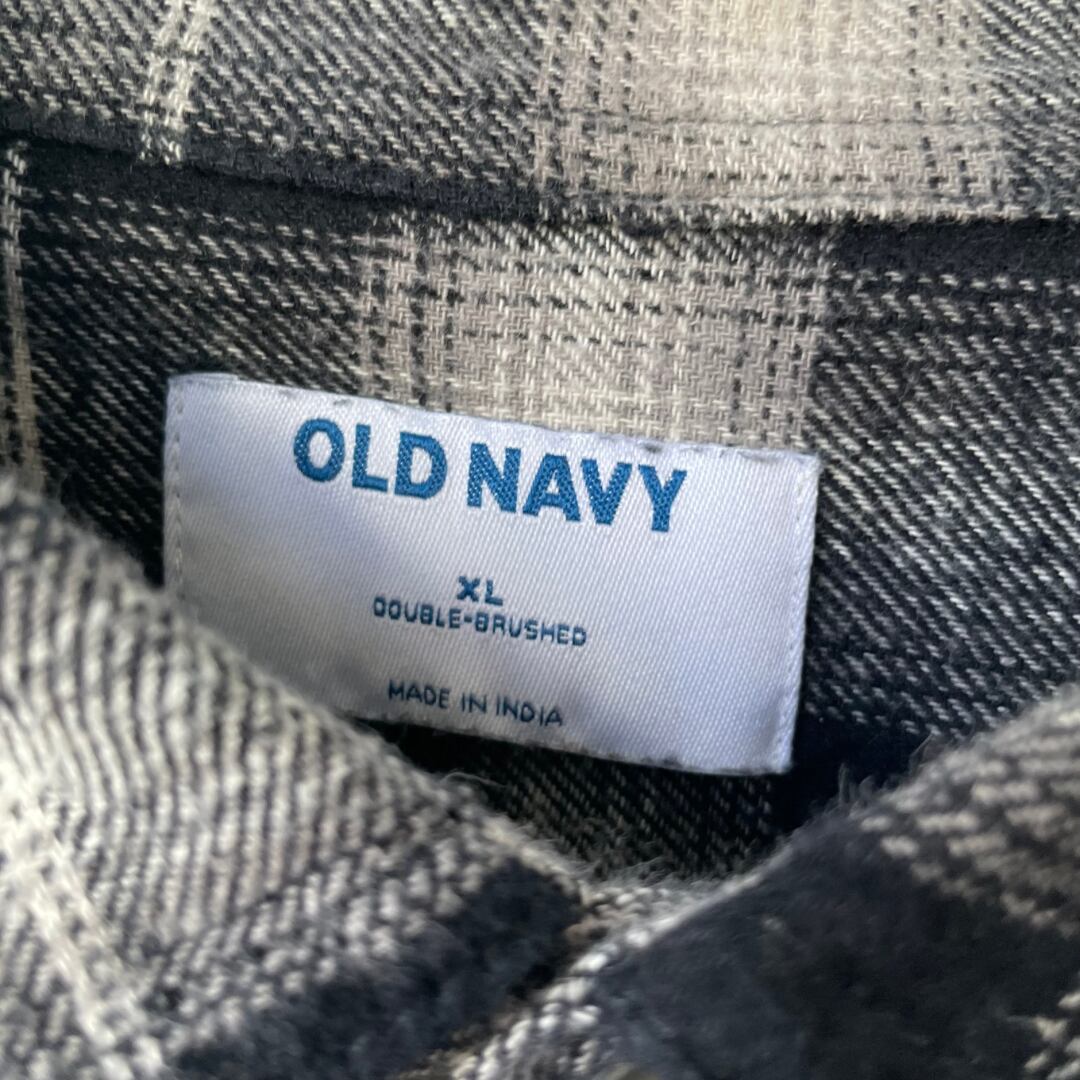 OLD NAVY
XL
DOUBLE-BRUSHED
MADE IN INDIA